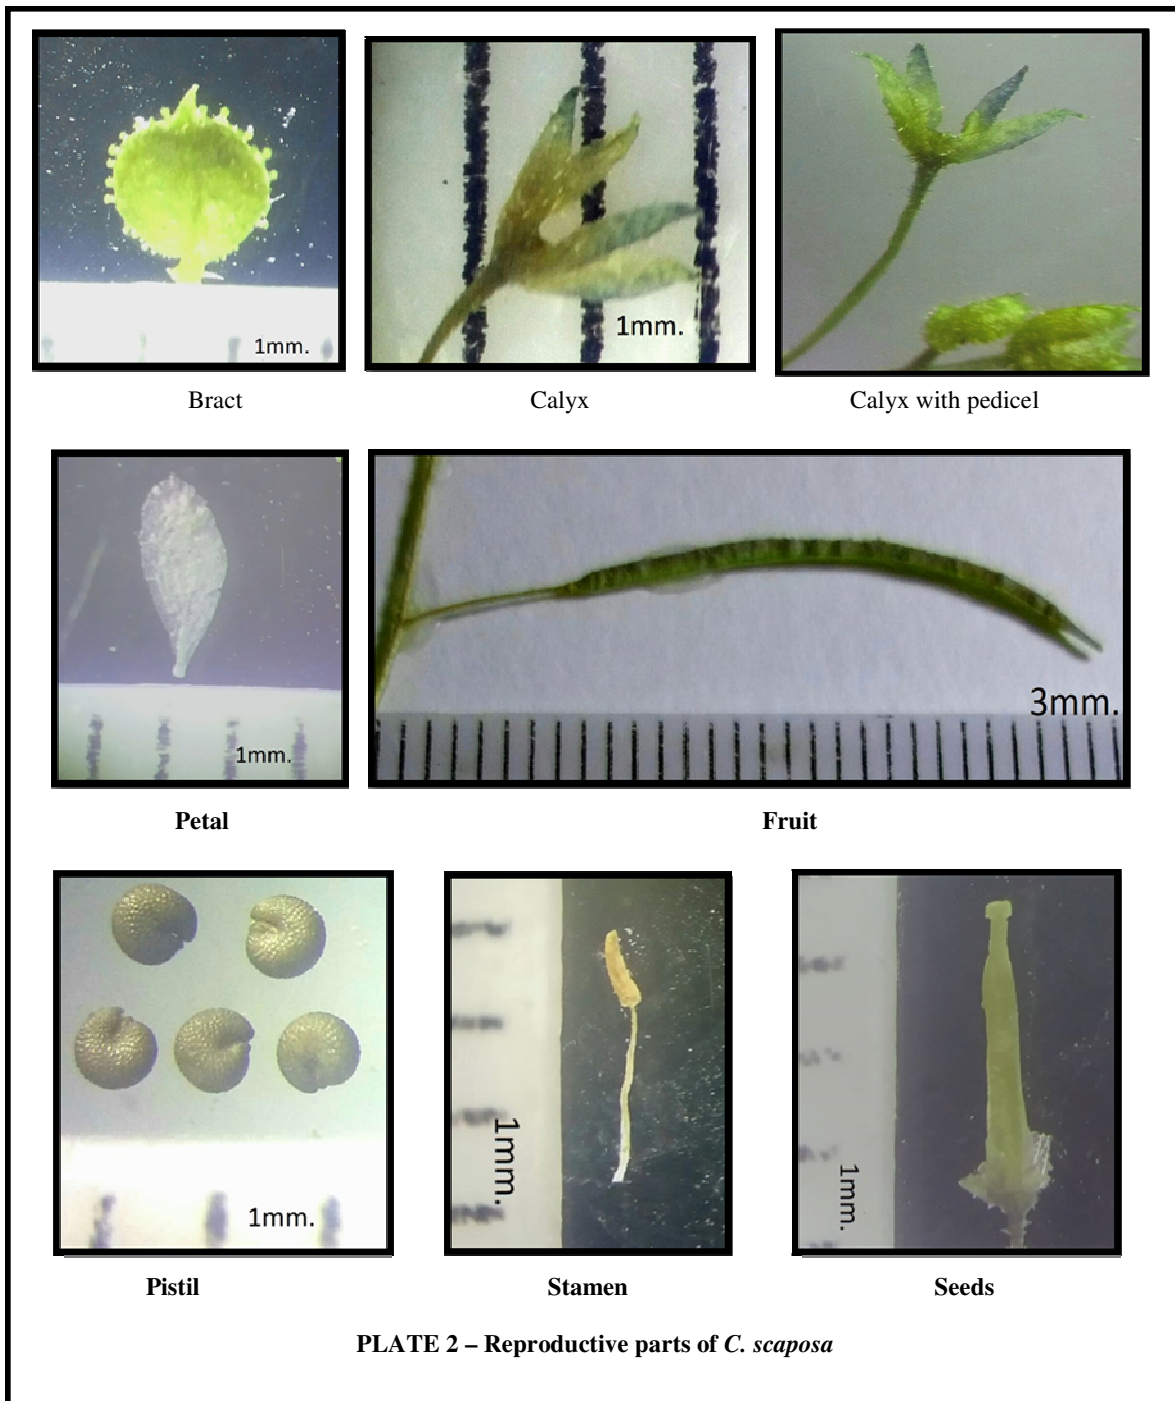 1mm.
1mm.
Bract
Calyx
Calyx with pedicel
1mm.
3mm.
Petal
Fruit
1mm.
1mm.
1mm.
Pistil
Stamen
Seeds
PLATE 2 – Reproductive parts of C. scaposa